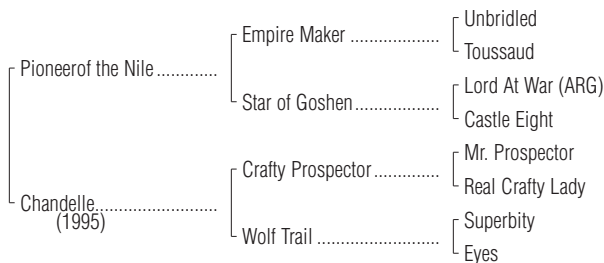 Unbridled
Empire Maker ....................
Toussaud
Pioneerof the Nile .............
Lord At War (ARG)
Star of Goshen ...................
Castle Eight
Mr. Prospector
Crafty Prospector ...............
Real Crafty Lady
Chandelle ...........................
(1995)
Superbity
Wolf Trail ...........................
Eyes